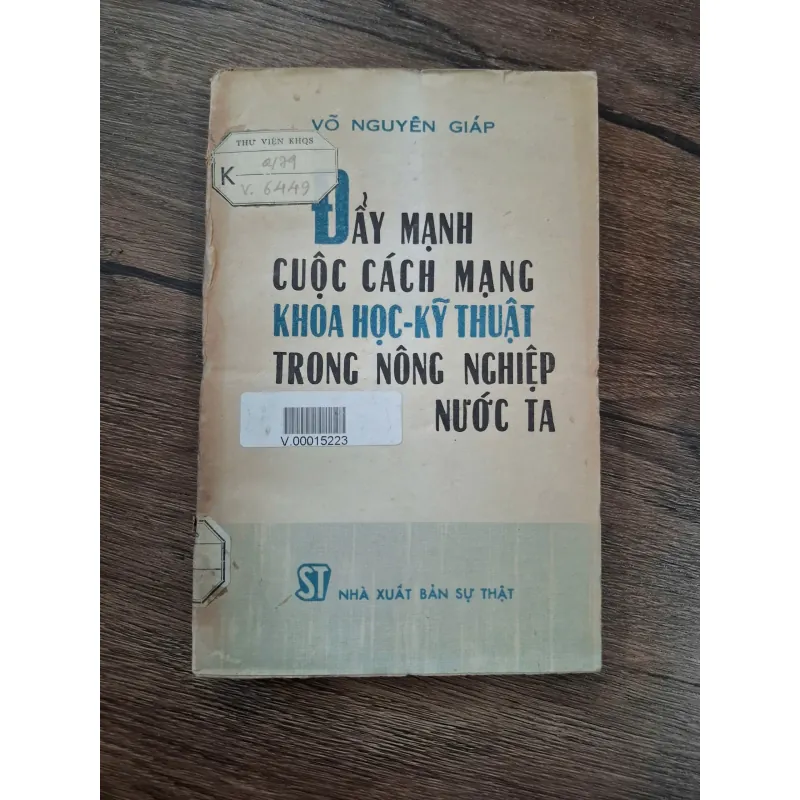 VÕ NGUYÊN GIÁP
THƯ VIỆN KHQS
K
V. 6449
ĐẨY MẠNH
CUỘC CÁCH MẠNG
KHOA HỌC-KỸ THUẬT
TRONG NÔNG NGHIỆP
NƯỚC TA
V.00015223
ST
NHÀ XUẤT BẢN SỰ THẬT